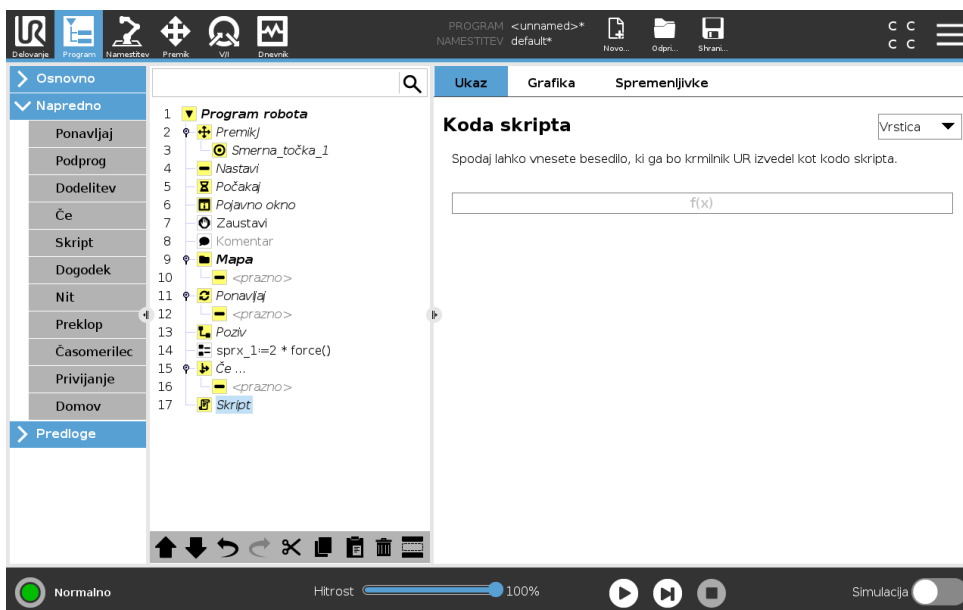 UR
PROGRAM <unnamed>*
NAMESTITEV default*
Delovanje
Program
Namestitev
Premik
V/I
Dnevnik
Novo...
Odpri...
Shrani...
C C
C C
Osnovno
Napredno
Ponavljaj
Podprog
Dodelitev
Če
Skript
Dogodek
Nit
Preklop
Časomerilec
Privijanje
Domov
Predloge
1 Program robota
2 PremikJ
3 Smerna_točka_1
4 Nastavi
5 Počakaj
6 Pojavno okno
7 Zaustavi
8 Komentar
9 Mapa
10 <prazno>
11 Ponavljaj
12 <prazno>
13 Poziv
14 sprx_1:=2 * force()
15 Če ...
16 <prazno>
17 Skript
Ukaz
Grafika
Spremenljivke
Koda skripta
Vrstica
Spodaj lahko vnesete besedilo, ki ga bo krmilnik UR izvedel kot kodo skripta.
f(x)
Normalno
Hitrost
100%
Simulacija